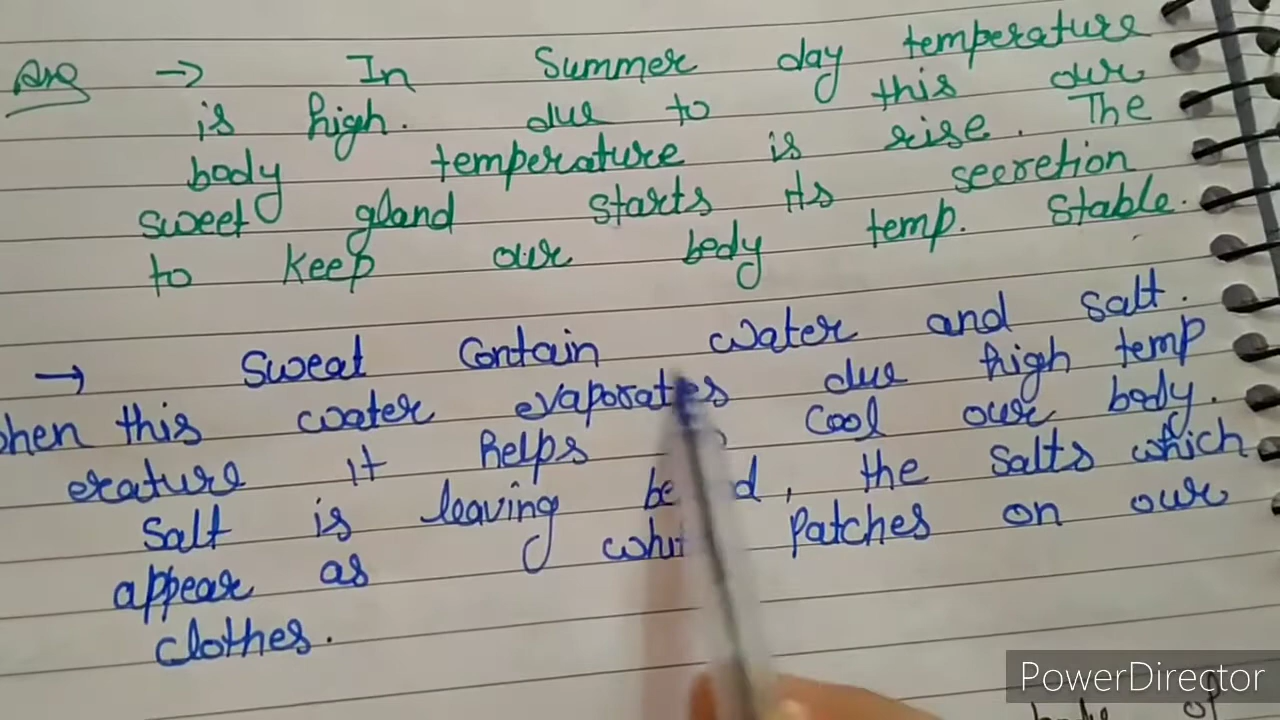 Ans → In Summer day temperature
is high. due to this our
body temperature is rise. The
sweet gland starts its secretion
to keep our body temp. stable.
→ Sweat contain water and salt.
this water evaporates due high temp
erature it helps cool our body.
Salt is leaving , the salts which
appear as patches on our
clothes.
PowerDirector
of